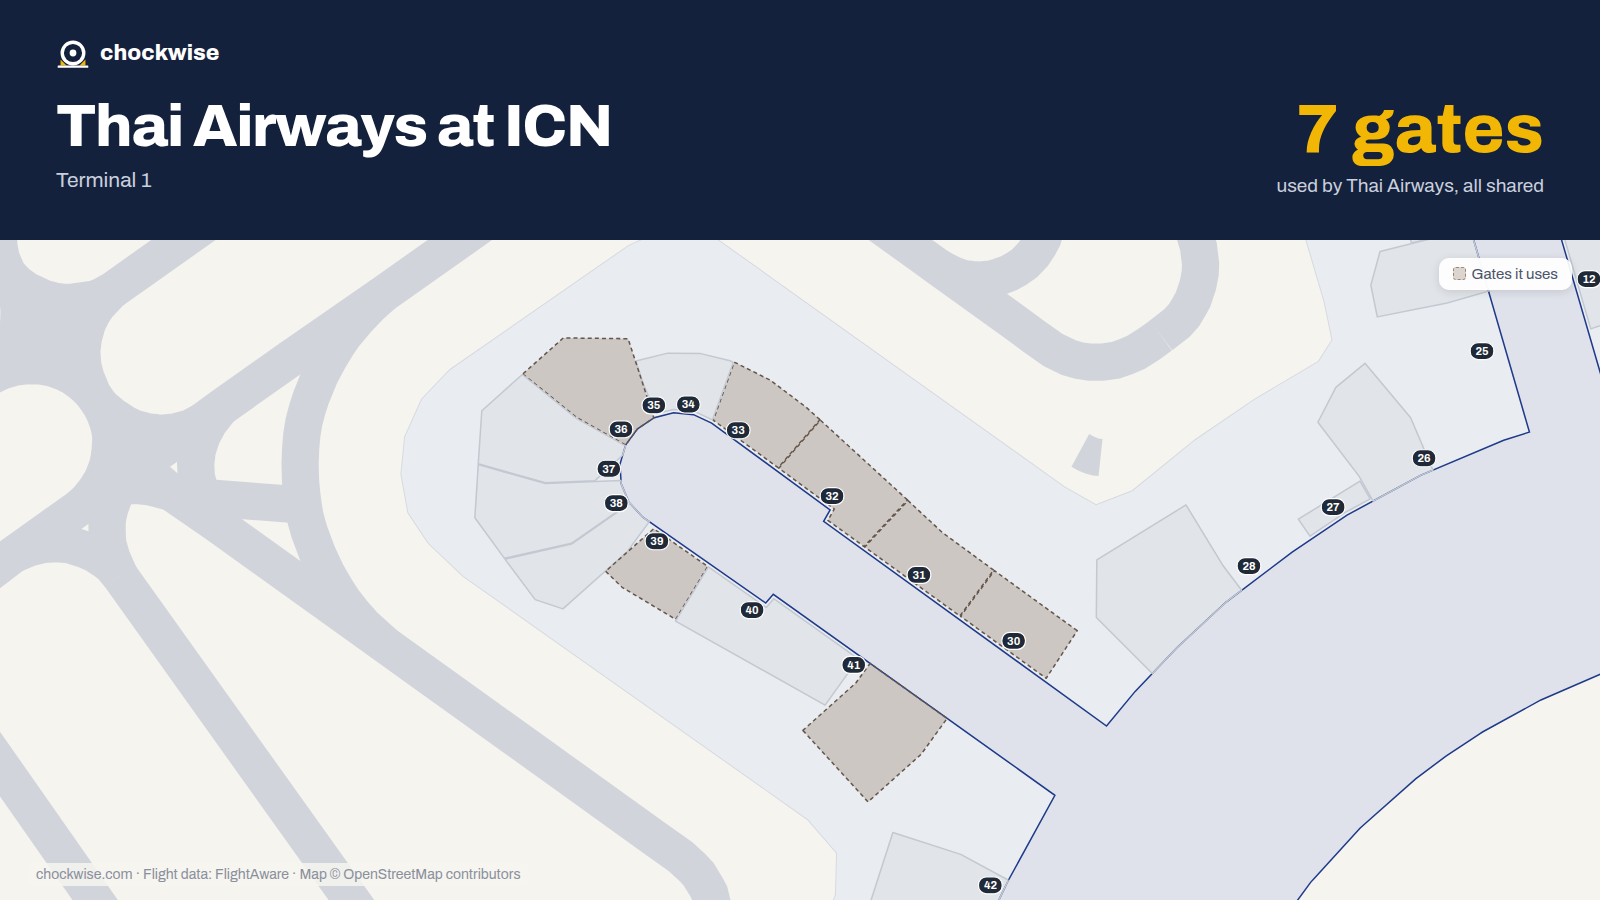 chockwise
Thai Airways at ICN
Terminal 1
7 gates
used by Thai Airways, all shared
Gates it uses
12
25
35
34
36
33
26
37
32
38
27
39
28
31
40
30
41
42
chockwise.com · Flight data: FlightAware · Map © OpenStreetMap contributors